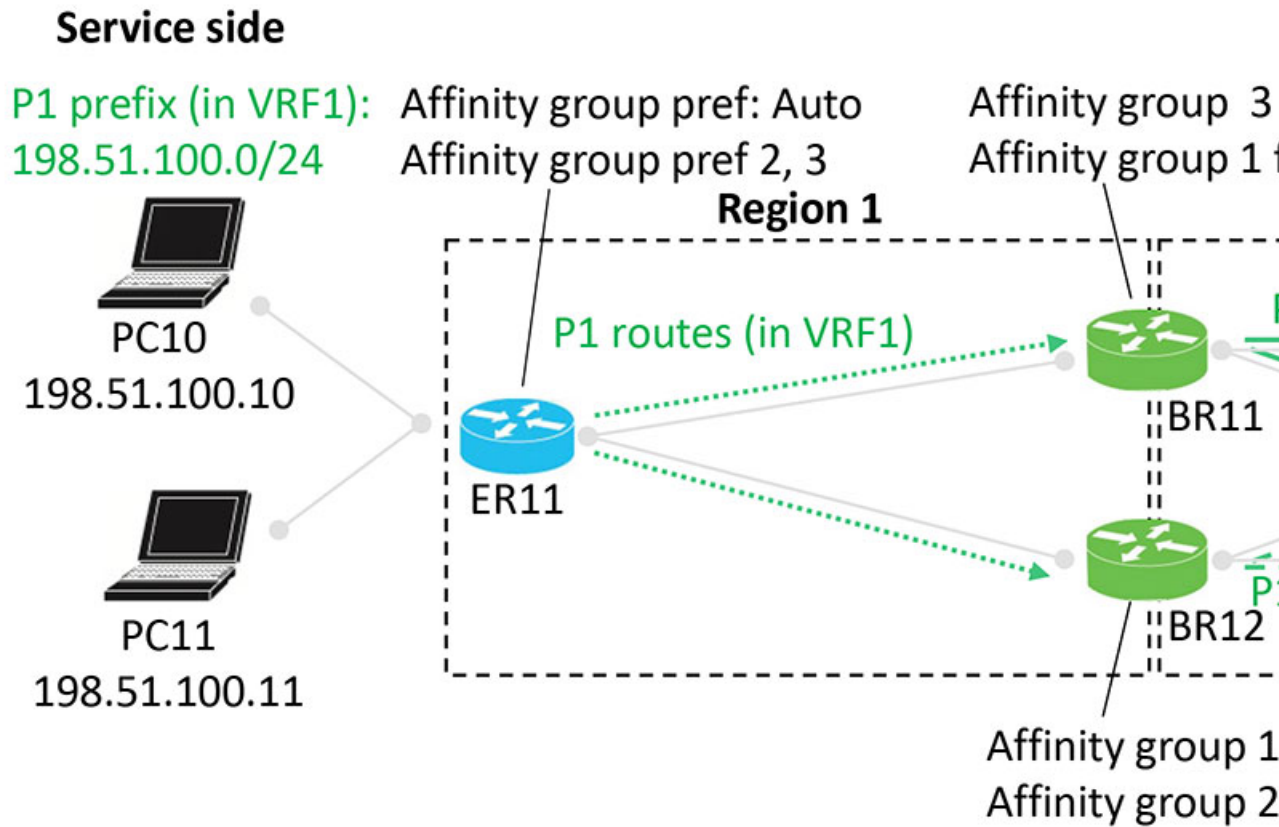 Service side
P1 prefix (in VRF1):
198.51.100.0/24
Affinity group pref: Auto
Affinity group pref 2, 3
Affinity group 3
Affinity group 1
Region 1
PC10
198.51.100.10
P1 routes (in VRF1)
BR11
ER11
PC11
198.51.100.11
BR12
Affinity group 1
Affinity group 2